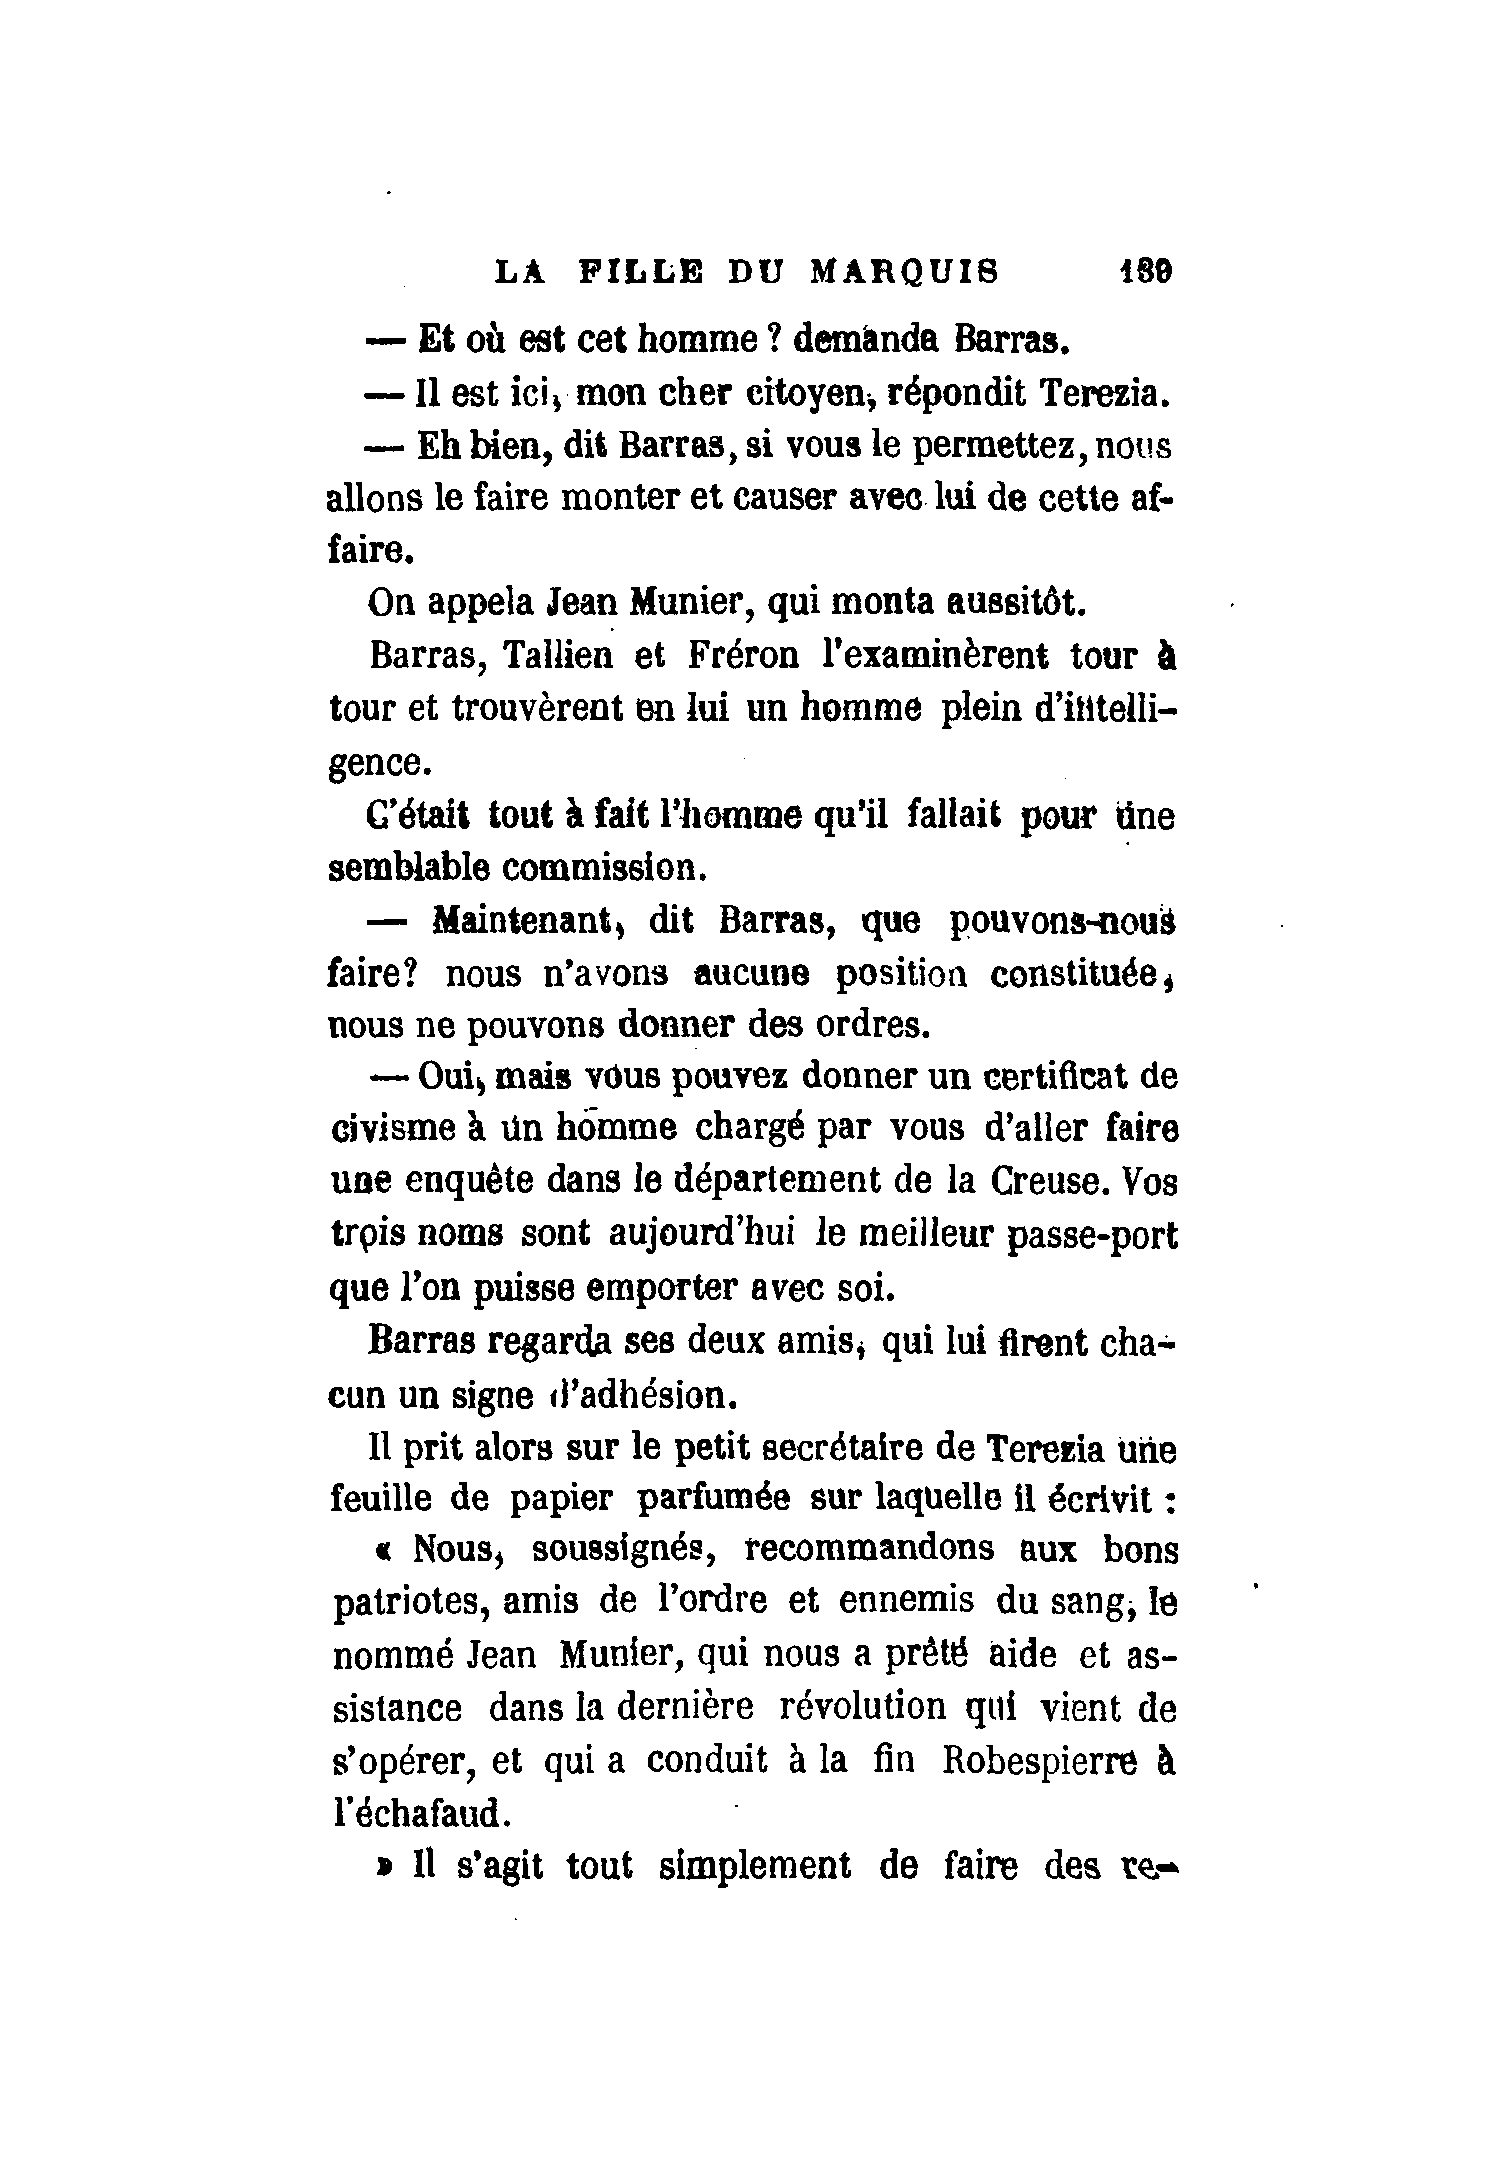 LA FILLE DU MARQUIS 189
— Et où est cet homme ? demanda Barras.
— Il est ici, mon cher citoyen, répondit Terezia.
— Eh bien, dit Barras, si vous le permettez, nous
allons le faire monter et causer avec lui de cette af-
faire.
On appela Jean Munier, qui monta aussitôt.
Barras, Tallien et Fréron l'examinèrent tour à
tour et trouvèrent en lui un homme plein d'intelli-
gence.
C'était tout à fait l'homme qu'il fallait pour une
semblable commission.
— Maintenant, dit Barras, que pouvons-nous
faire? nous n'avons aucune position constituée,
nous ne pouvons donner des ordres.
— Oui, mais vous pouvez donner un certificat de
civisme à un homme chargé par vous d'aller faire
une enquête dans le département de la Creuse. Vos
trois noms sont aujourd'hui le meilleur passe-port
que l'on puisse emporter avec soi.
Barras regarda ses deux amis, qui lui firent cha-
cun un signe d'adhésion.
Il prit alors sur le petit secrétaire de Terezia une
feuille de papier parfumée sur laquelle il écrivit :
« Nous, soussignés, recommandons aux bons
patriotes, amis de l'ordre et ennemis du sang, le
nommé Jean Munier, qui nous a prêté aide et as-
sistance dans la dernière révolution qui vient de
s'opérer, et qui a conduit à la fin Robespierre à
l'échafaud.
» Il s'agit tout simplement de faire des re-